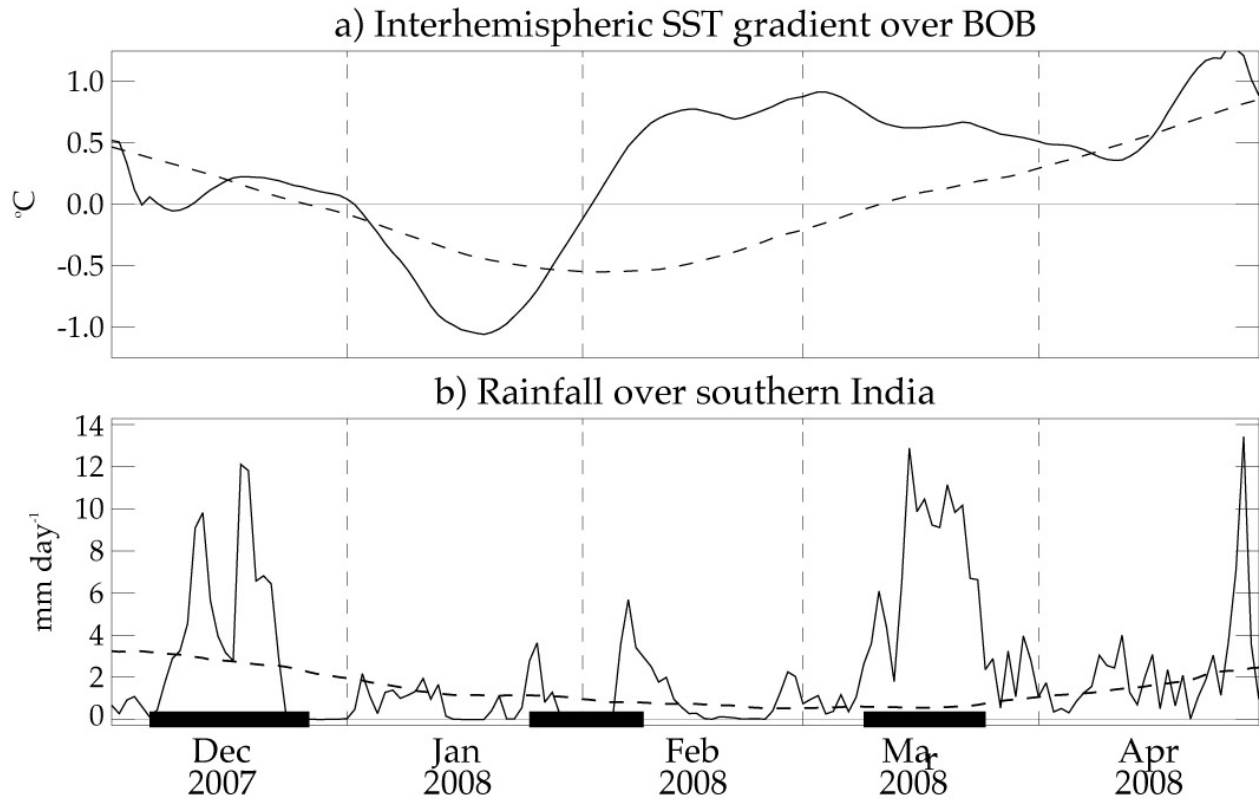 a) Interhemispheric SST gradient over BOB
1.0
0.5
0.0
-0.5
-1.0
°C
b) Rainfall over southern India
14
12
10
8
6
4
2
0
mm day⁻¹
Dec Jan Feb Mar Apr
2007 2008 2008 2008 2008